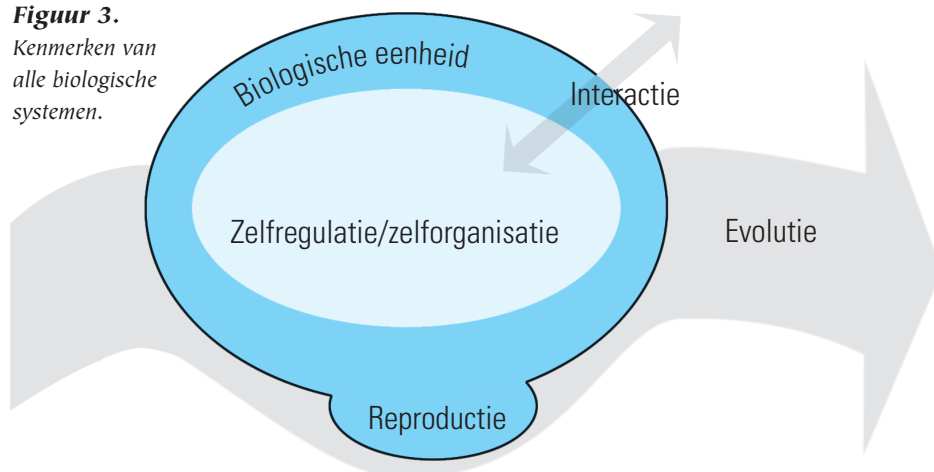 Figuur 3.
Kenmerken van
alle biologische
systemen.
Biologische eenheid
Interactie
Zelfregulatie/zelforganisatie
Evolutie
Reproductie